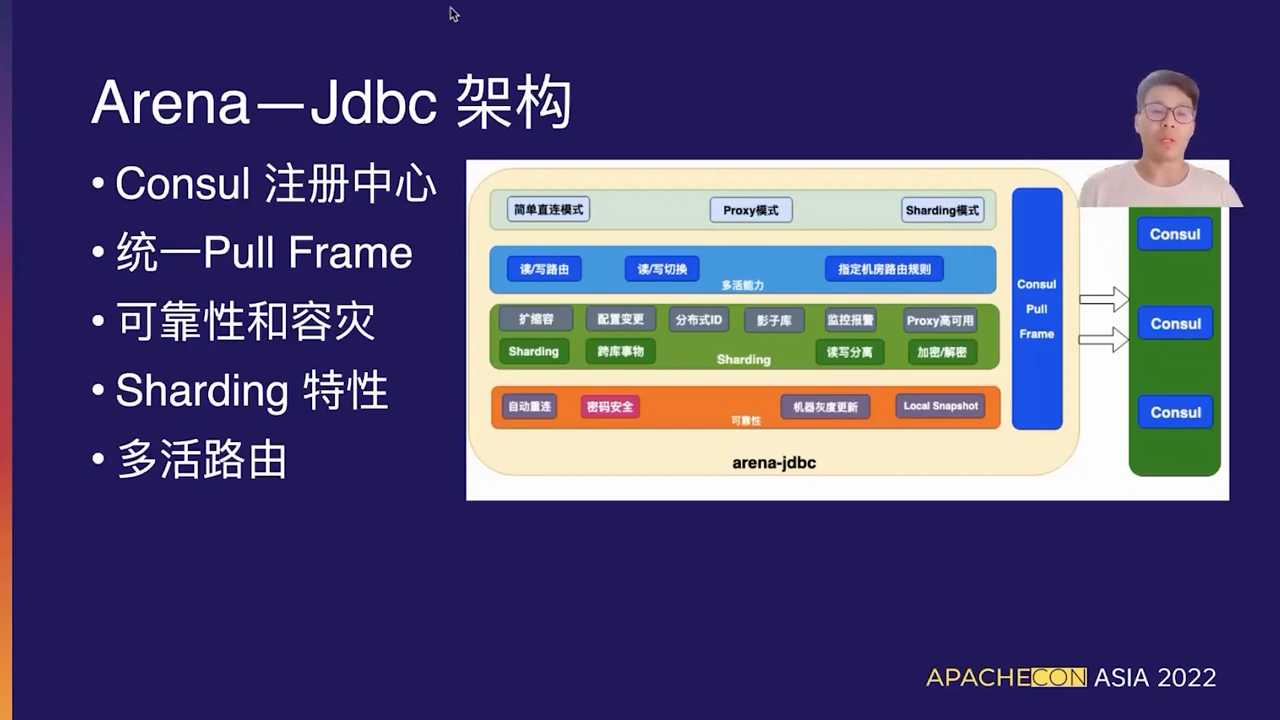 Arena—Jdbc 架构
• Consul 注册中心
• 统一Pull Frame
• 可靠性和容灾
• Sharding 特性
• 多活路由
简单直连模式 Proxy模式 Sharding模式
读/写路由 读/写切换 指定机房路由规则
多活能力
扩缩容 配置变更 分布式ID 影子库 监控报警 Proxy高可用
Sharding 跨库事物 Sharding 读写分离 加密/解密
自动重连 密码安全 机器灰度更新 Local Snapshot
可靠性
arena-jdbc
Consul
Pull
Frame
Consul
Consul
Consul
APACHECON ASIA 2022